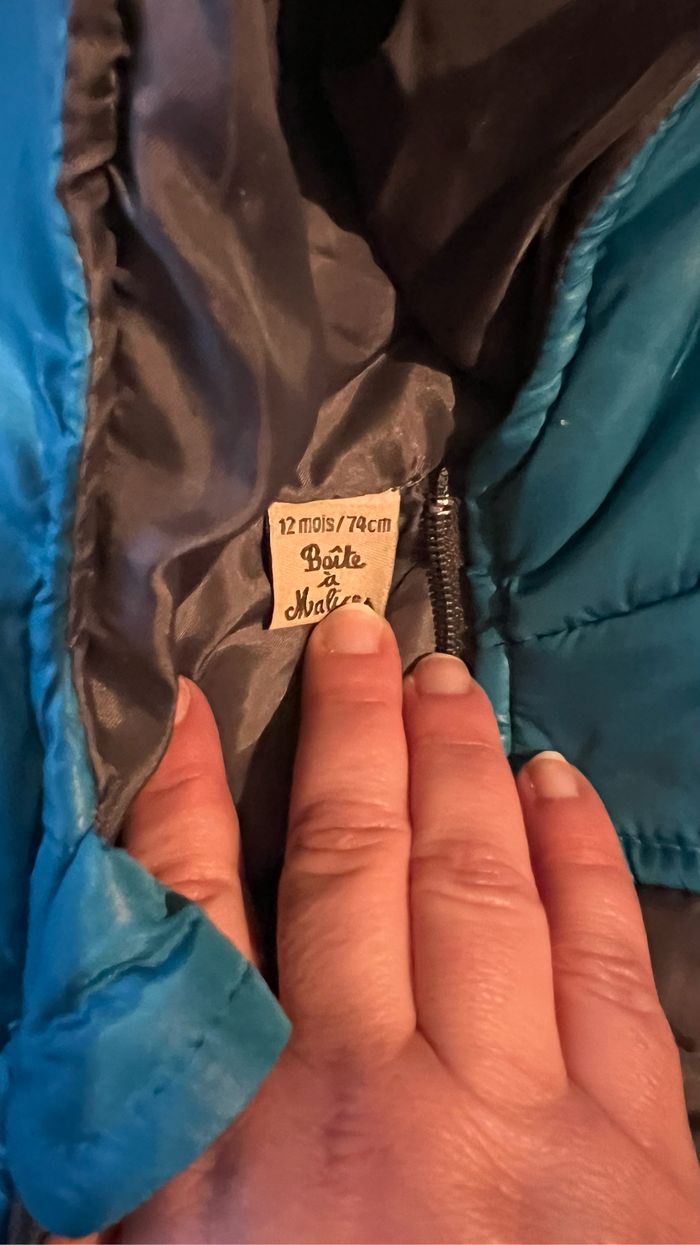 12 mois / 74cm
Boîte
à
Malices